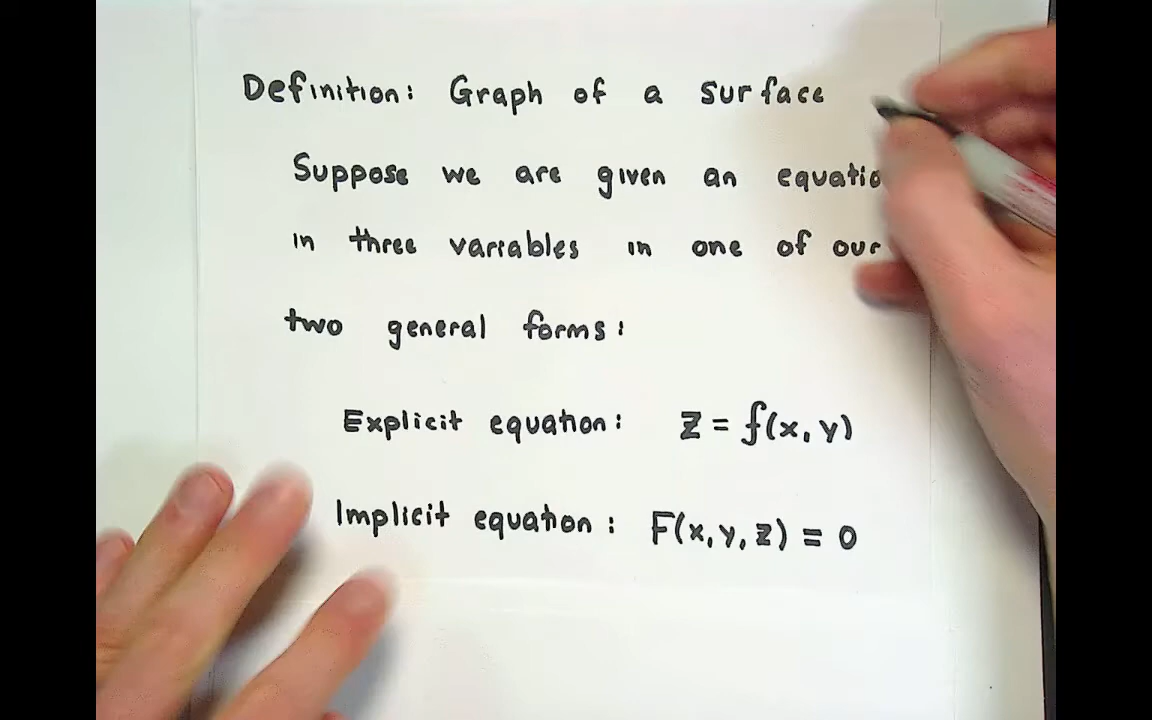 Definition: Graph of a surface
Suppose we are given an equatio
in three variables in one of our
two general forms:
Explicit equation: z = f(x, y)
Implicit equation: F(x, y, z) = 0